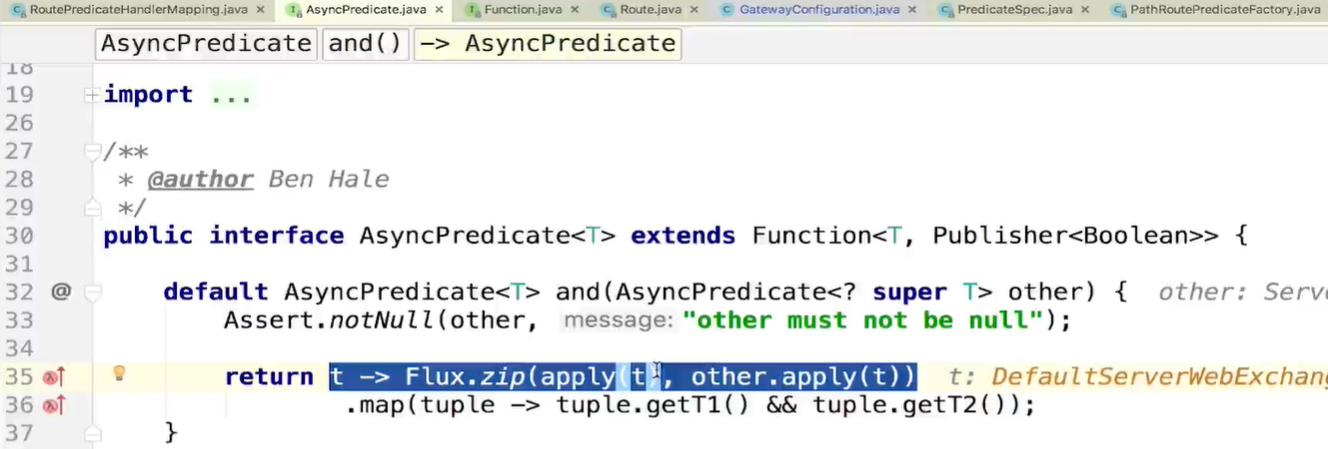 RoutePredicateHandlerMapping.java × AsyncPredicate.java × Function.java × Route.java × GatewayConfiguration.java × PredicateSpec.java × PathRoutePredicateFactory.java
AsyncPredicate and() -> AsyncPredicate
18
19 import ...
26
27 /**
28 * @author Ben Hale
29 */
30 public interface AsyncPredicate<T> extends Function<T, Publisher<Boolean>> {
31
32 @ default AsyncPredicate<T> and(AsyncPredicate<? super T> other) { other:
33 Assert.notNull(other, message: "other must not be null");
34
35 return t -> Flux.zip(apply(t), other.apply(t)) t:
36 .map(tuple -> tuple.getT1() && tuple.getT2());
37 }